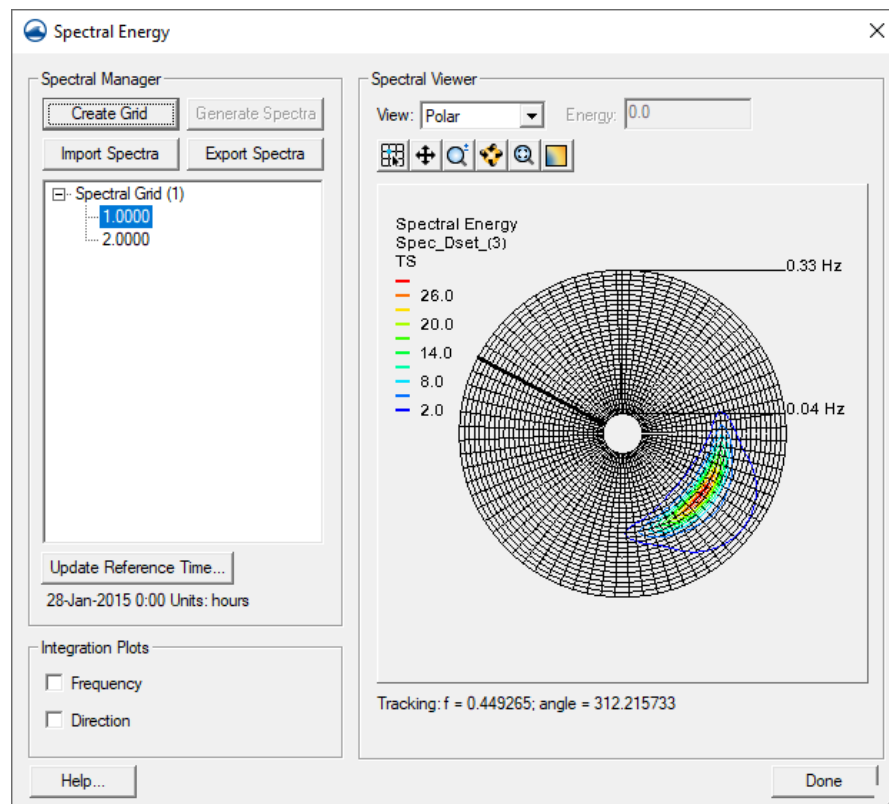 Spectral Energy
Spectral Manager
Create Grid
Generate Spectra
Import Spectra
Export Spectra
Spectral Grid (1)
1.0000
2.0000
Update Reference Time...
28-Jan-2015 0:00 Units: hours
Integration Plots
Frequency
Direction
Help...
Spectral Viewer
View: Polar
Energy: 0.0
Spectral Energy
Spec_Dset_(3)
TS
26.0
20.0
14.0
8.0
2.0
0.33 Hz
0.04 Hz
Tracking: f = 0.449265; angle = 312.215733
Done